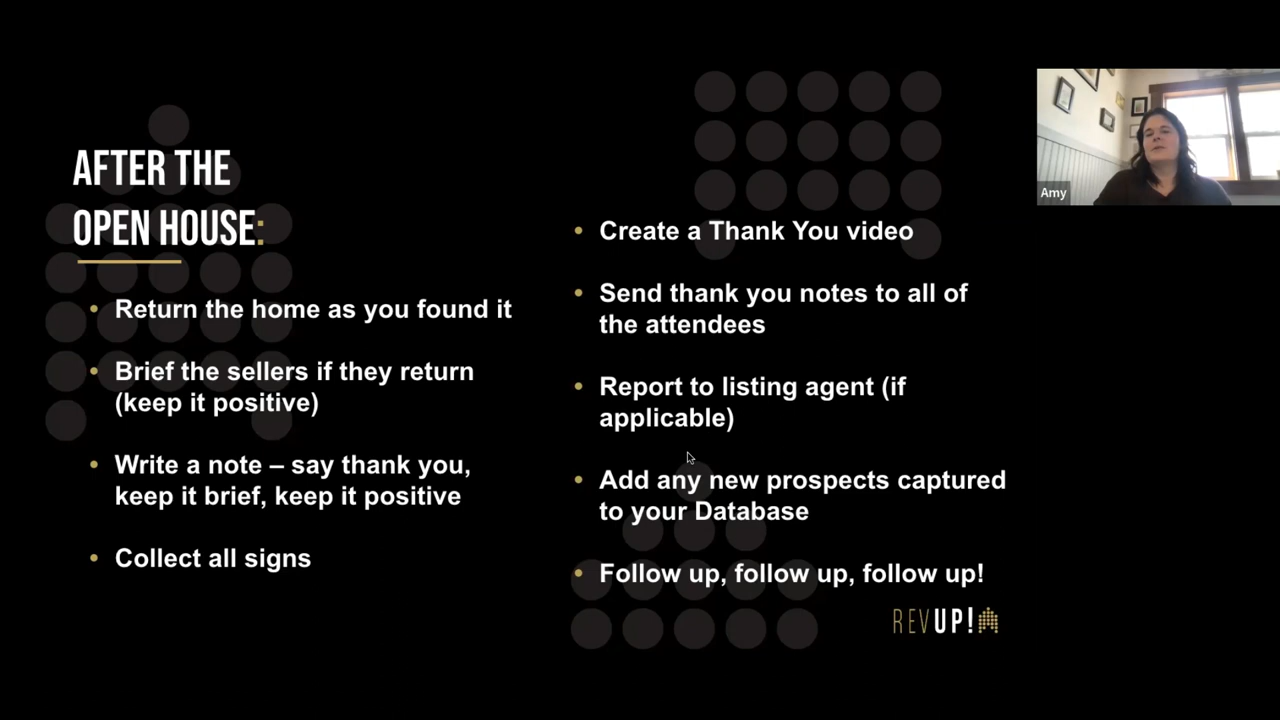 AFTER THE
OPEN HOUSE:
• Return the home as you found it
• Brief the sellers if they return
(keep it positive)
• Write a note – say thank you,
keep it brief, keep it positive
• Collect all signs
• Create a Thank You video
• Send thank you notes to all of
the attendees
• Report to listing agent (if
applicable)
• Add any new prospects captured
to your Database
• Follow up, follow up, follow up!
REVUP!
Amy